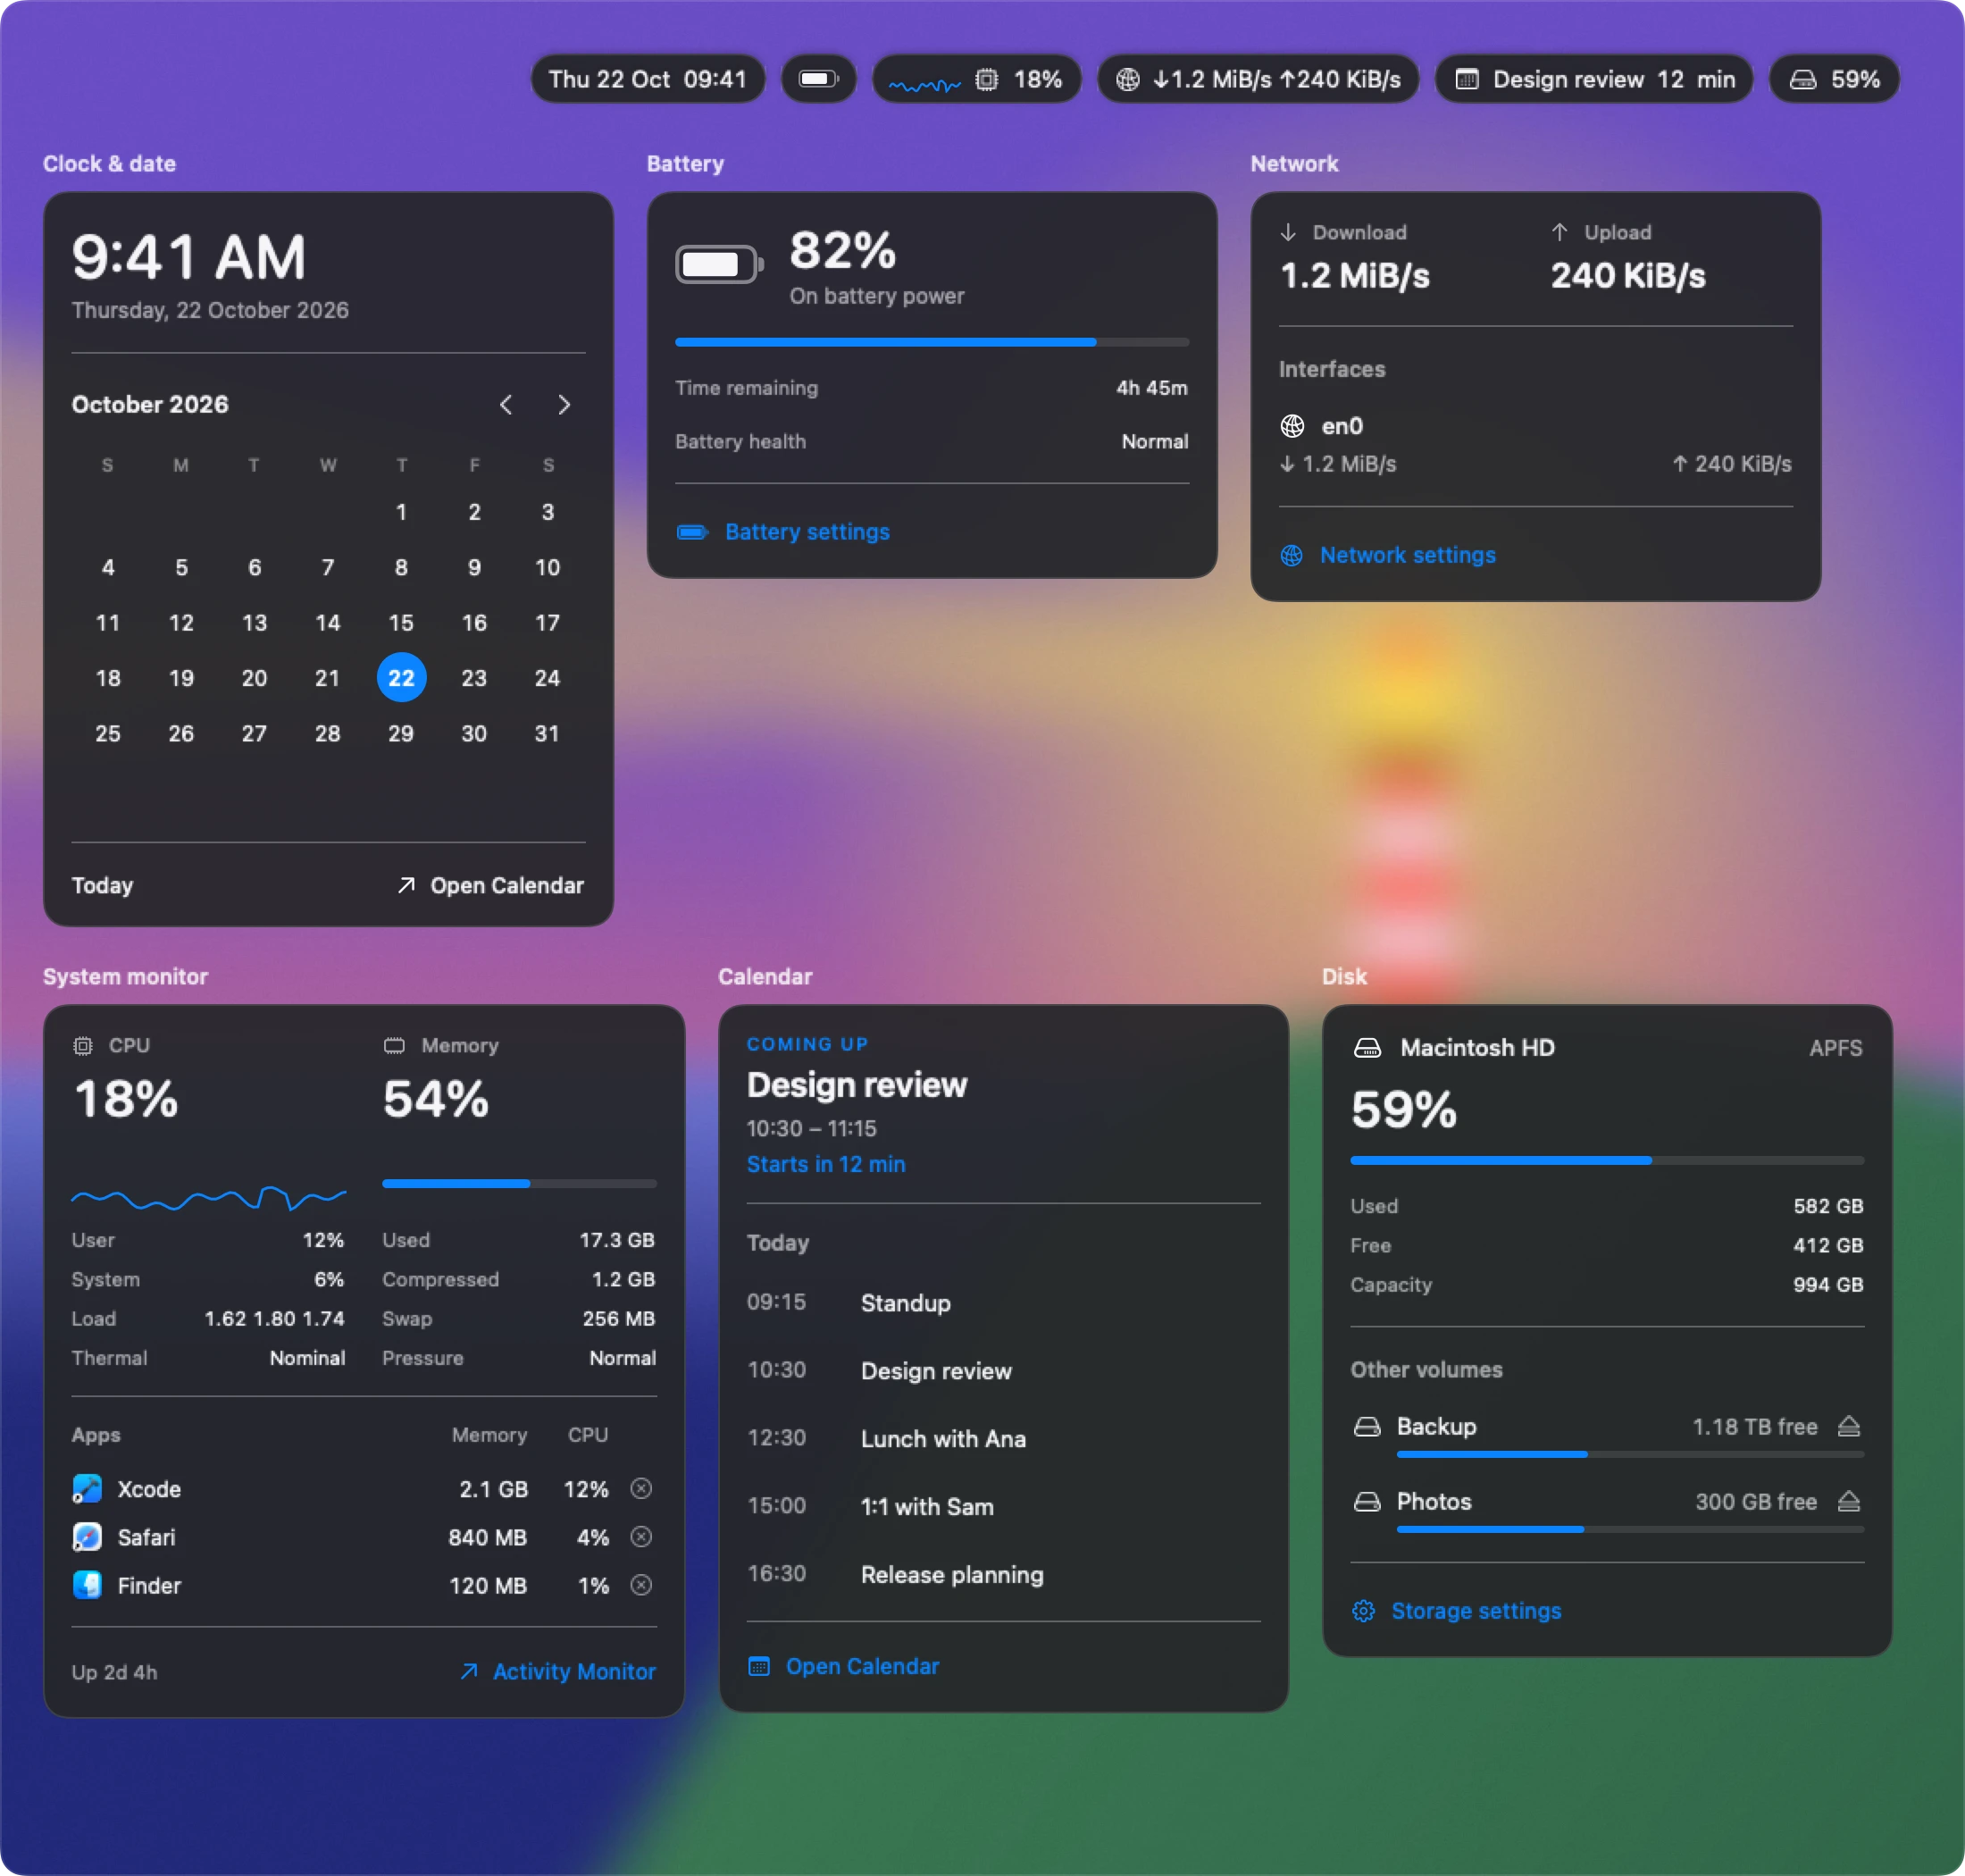 Thu 22 Oct 09:41
18%
↓1.2 MiB/s ↑240 KiB/s
Design review 12 min
59%
Clock & date
9:41 AM
Thursday, 22 October 2026
October 2026
S M T W T F S
1 2 3
4 5 6 7 8 9 10
11 12 13 14 15 16 17
18 19 20 21 22 23 24
25 26 27 28 29 30 31
Today
Open Calendar
Battery
82%
On battery power
Time remaining 4h 45m
Battery health Normal
Battery settings
Network
↓ Download ↑ Upload
1.2 MiB/s 240 KiB/s
Interfaces
en0
↓ 1.2 MiB/s ↑ 240 KiB/s
Network settings
System monitor
CPU Memory
18% 54%
User 12% Used 17.3 GB
System 6% Compressed 1.2 GB
Load 1.62 1.80 1.74 Swap 256 MB
Thermal Nominal Pressure Normal
Apps Memory CPU
Xcode 2.1 GB 12%
Safari 840 MB 4%
Finder 120 MB 1%
Up 2d 4h
Activity Monitor
Calendar
COMING UP
Design review
10:30 – 11:15
Starts in 12 min
Today
09:15 Standup
10:30 Design review
12:30 Lunch with Ana
15:00 1:1 with Sam
16:30 Release planning
Open Calendar
Disk
Macintosh HD APFS
59%
Used 582 GB
Free 412 GB
Capacity 994 GB
Other volumes
Backup 1.18 TB free
Photos 300 GB free
Storage settings